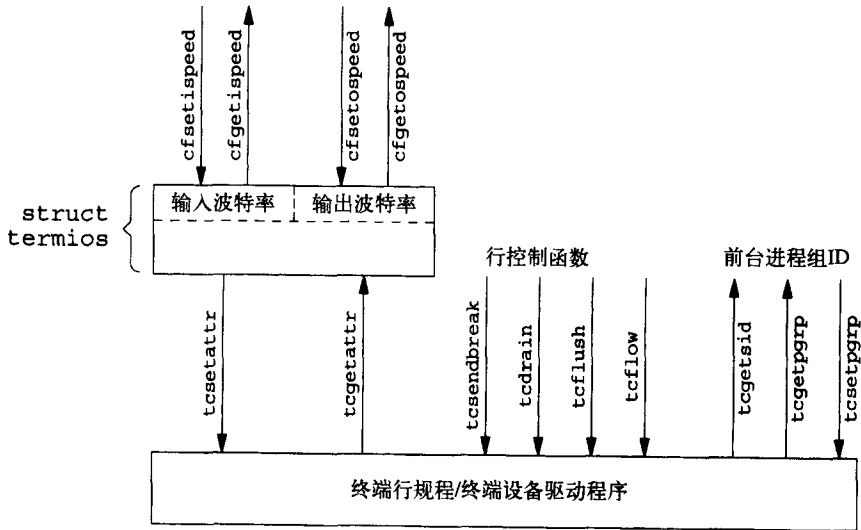 cfsetispeed
cfgetispeed
cfsetospeed
cfgetospeed
struct
termios
输入波特率
输出波特率
行控制函数
前台进程组ID
tcsetattr
tcgetattr
tcsendbreak
tcdrain
tcflush
tcflow
tcgetsid
tcgetpgrp
tcsetpgrp
终端行规程/终端设备驱动程序